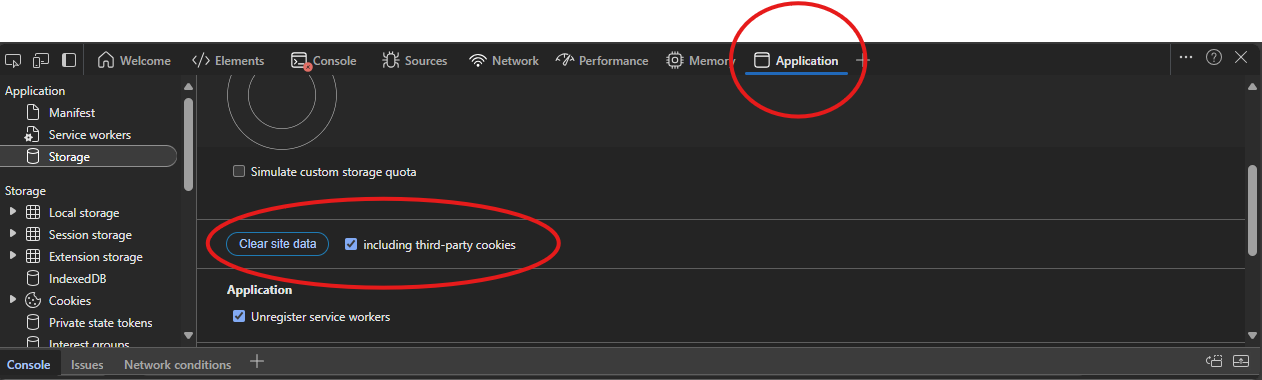 Welcome Elements Console Sources Network Performance Memory Application
Application
Manifest
Service workers
Storage
Storage
Local storage
Session storage
Extension storage
IndexedDB
Cookies
Private state tokens
Interest groups
Simulate custom storage quota
Clear site data including third-party cookies
Application
Unregister service workers
Console Issues Network conditions